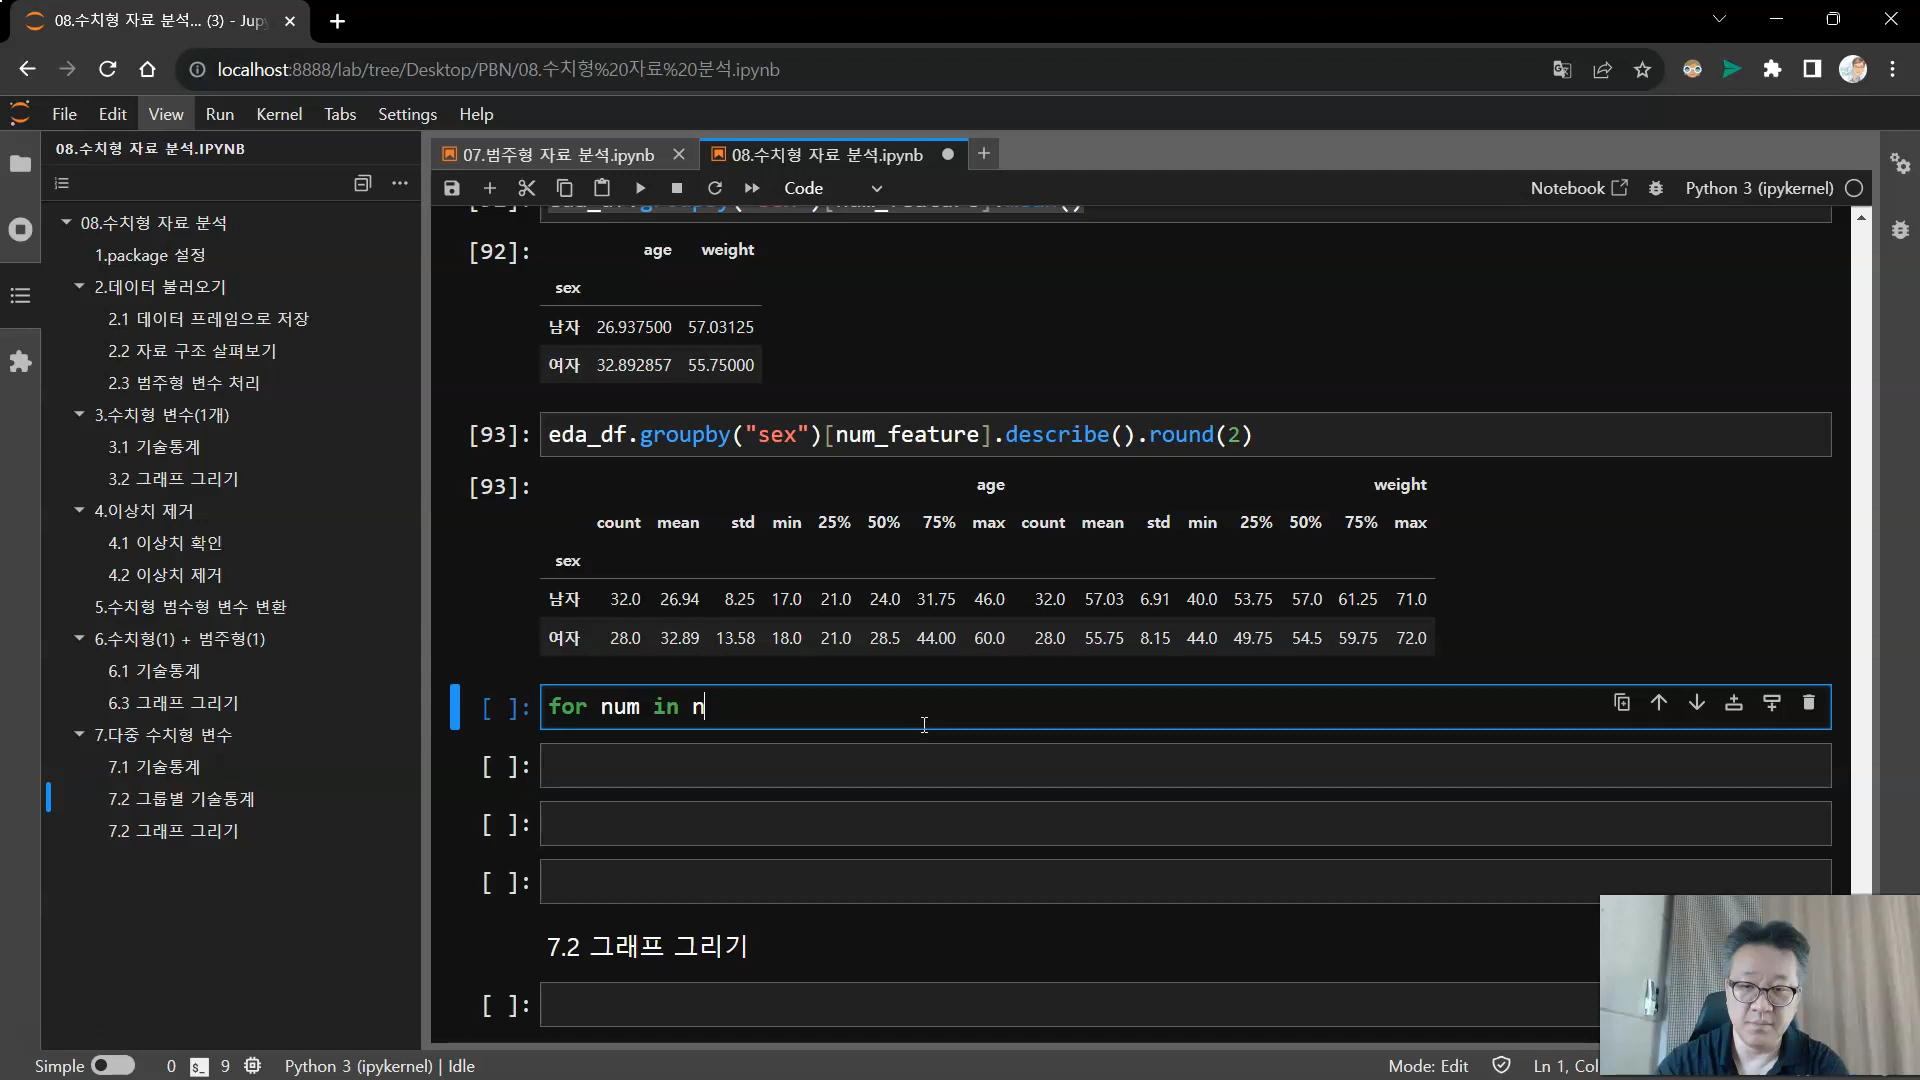 08.수치형 자료 분석... (3) - Jup
localhost:8888/lab/tree/Desktop/PBN/08.수치형%20자료%20분석.ipynb
File Edit View Run Kernel Tabs Settings Help
08.수치형 자료 분석.IPYNB
07.범주형 자료 분석.ipynb
08.수치형 자료 분석.ipynb
Code
Notebook
Python 3 (ipykernel)
08.수치형 자료 분석
1.package 설정
2.데이터 불러오기
2.1 데이터 프레임으로 저장
2.2 자료 구조 살펴보기
2.3 범주형 변수 처리
3.수치형 변수(1개)
3.1 기술통계
3.2 그래프 그리기
4.이상치 제거
4.1 이상치 확인
4.2 이상치 제거
5.수치형 범수형 변수 변환
6.수치형(1) + 범주형(1)
6.1 기술통계
6.3 그래프 그리기
7.다중 수치형 변수
7.1 기술통계
7.2 그룹별 기술통계
7.2 그래프 그리기
[92]:
age weight
sex
남자 26.937500 57.03125
여자 32.892857 55.75000
[93]: eda_df.groupby("sex")[num_feature].describe().round(2)
[93]:
age weight
count mean std min 25% 50% 75% max count mean std min 25% 50% 75% max
sex
남자 32.0 26.94 8.25 17.0 21.0 24.0 31.75 46.0 32.0 57.03 6.91 40.0 53.75 57.0 61.25 71.0
여자 28.0 32.89 13.58 18.0 21.0 28.5 44.00 60.0 28.0 55.75 8.15 44.0 49.75 54.5 59.75 72.0
[ ]: for num in n
[ ]:
[ ]:
[ ]:
7.2 그래프 그리기
[ ]:
Simple 0 9 Python 3 (ipykernel) | Idle
Mode: Edit Ln 1, Col